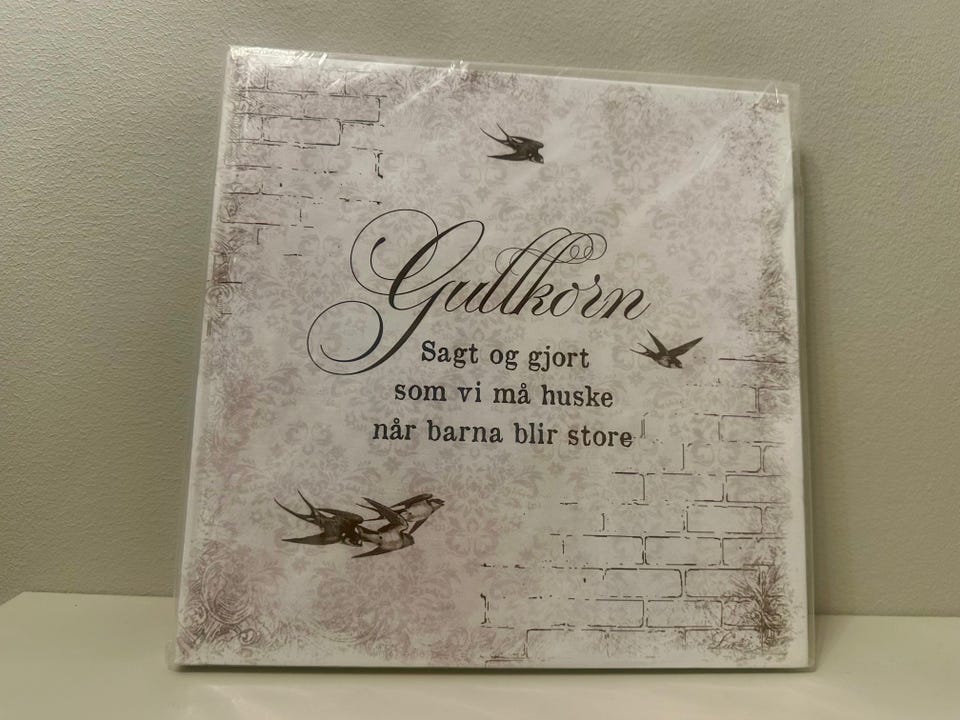 Gullkorn
Sagt og gjort
som vi må huske
når barna blir store